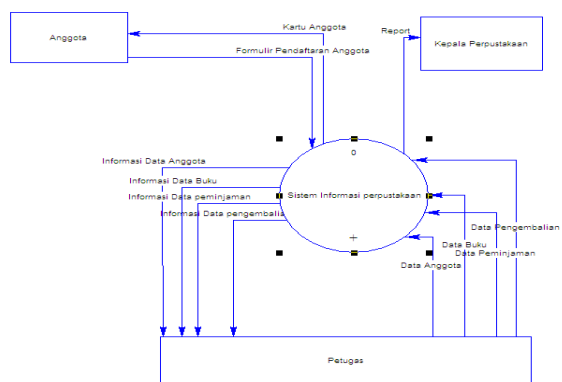 Kartu Anggota
Report
Anggota
Kepala Perpustakaan
Formulir Pendaftaran Anggota
0
Informasi Data Anggota
Informasi Data Buku
Sistem Informasi perpustakaan
Informasi Data peminjaman
Informasi Data pengembalia
Data Pengembalian
Data Buku
Data Peminjaman
Data Anggota
Petugas